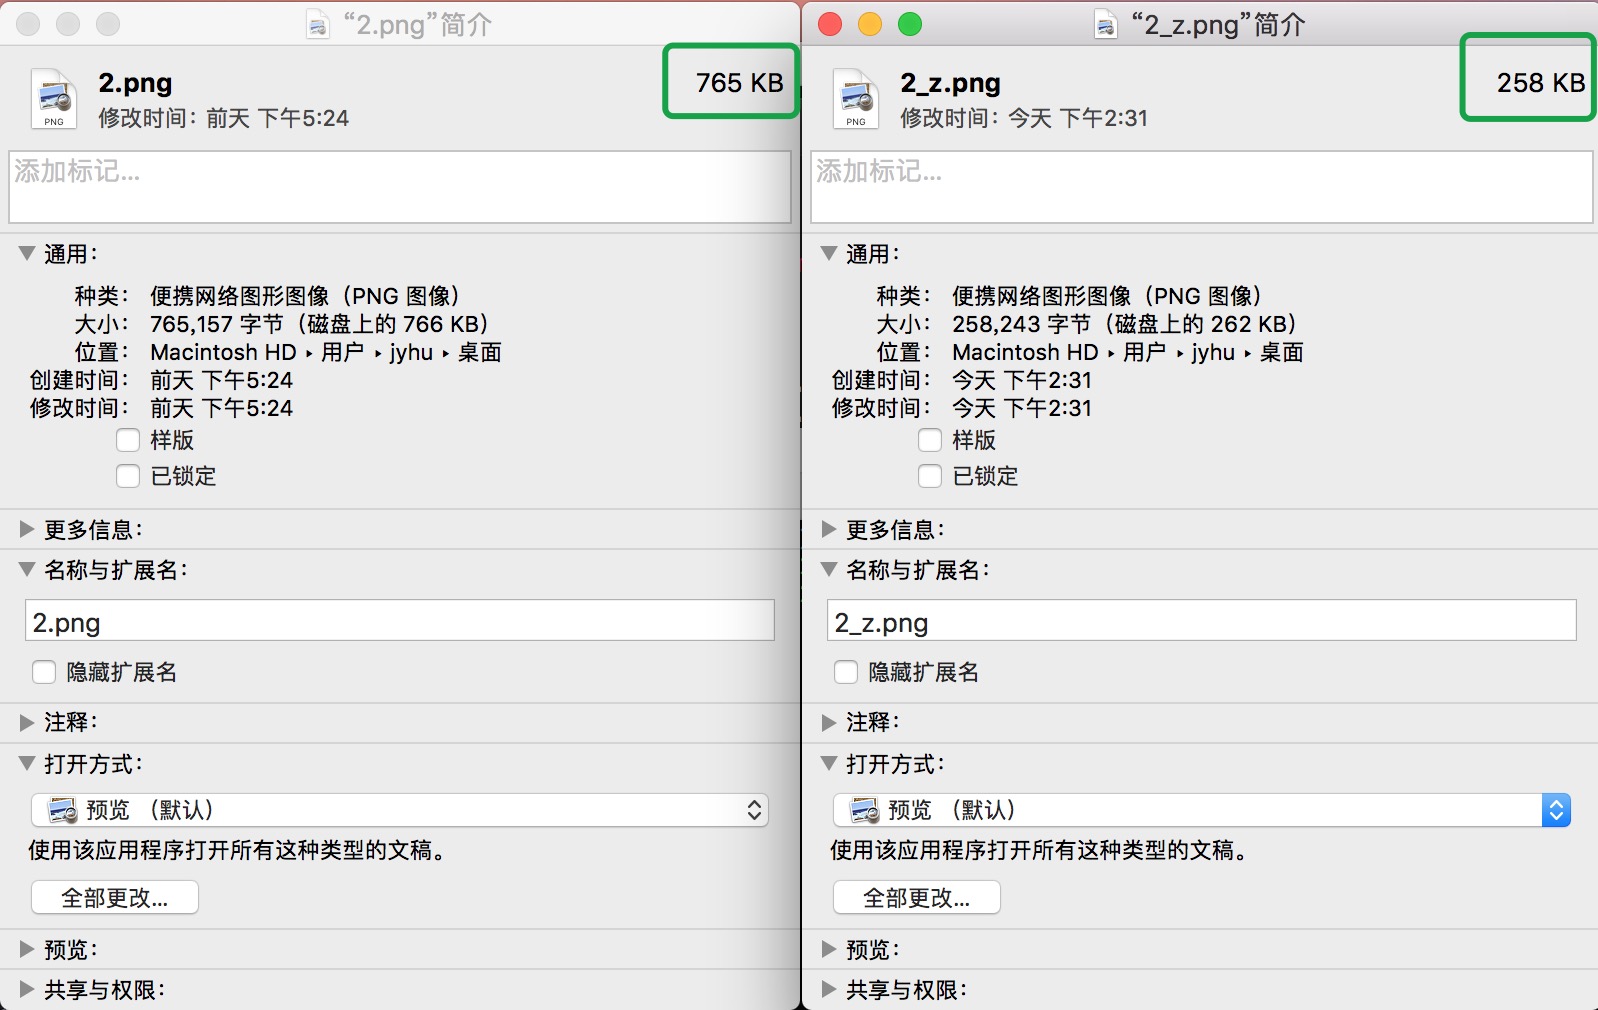 “2.png”简介
2.png
765 KB
修改时间：前天 下午5:24
PNG
添加标记...
通用：
种类： 便携网络图形图像（PNG 图像）
大小： 765,157 字节（磁盘上的 766 KB）
位置： Macintosh HD ▸ 用户 ▸ jyhu ▸ 桌面
创建时间： 前天 下午5:24
修改时间： 前天 下午5:24
样版
已锁定
更多信息：
名称与扩展名：
2.png
隐藏扩展名
注释：
打开方式：
预览 （默认）
使用该应用程序打开所有这种类型的文稿。
全部更改...
预览：
共享与权限：
“2_z.png”简介
2_z.png
258 KB
修改时间：今天 下午2:31
PNG
添加标记...
通用：
种类： 便携网络图形图像（PNG 图像）
大小： 258,243 字节（磁盘上的 262 KB）
位置： Macintosh HD ▸ 用户 ▸ jyhu ▸ 桌面
创建时间： 今天 下午2:31
修改时间： 今天 下午2:31
样版
已锁定
更多信息：
名称与扩展名：
2_z.png
隐藏扩展名
注释：
打开方式：
预览 （默认）
使用该应用程序打开所有这种类型的文稿。
全部更改...
预览：
共享与权限：